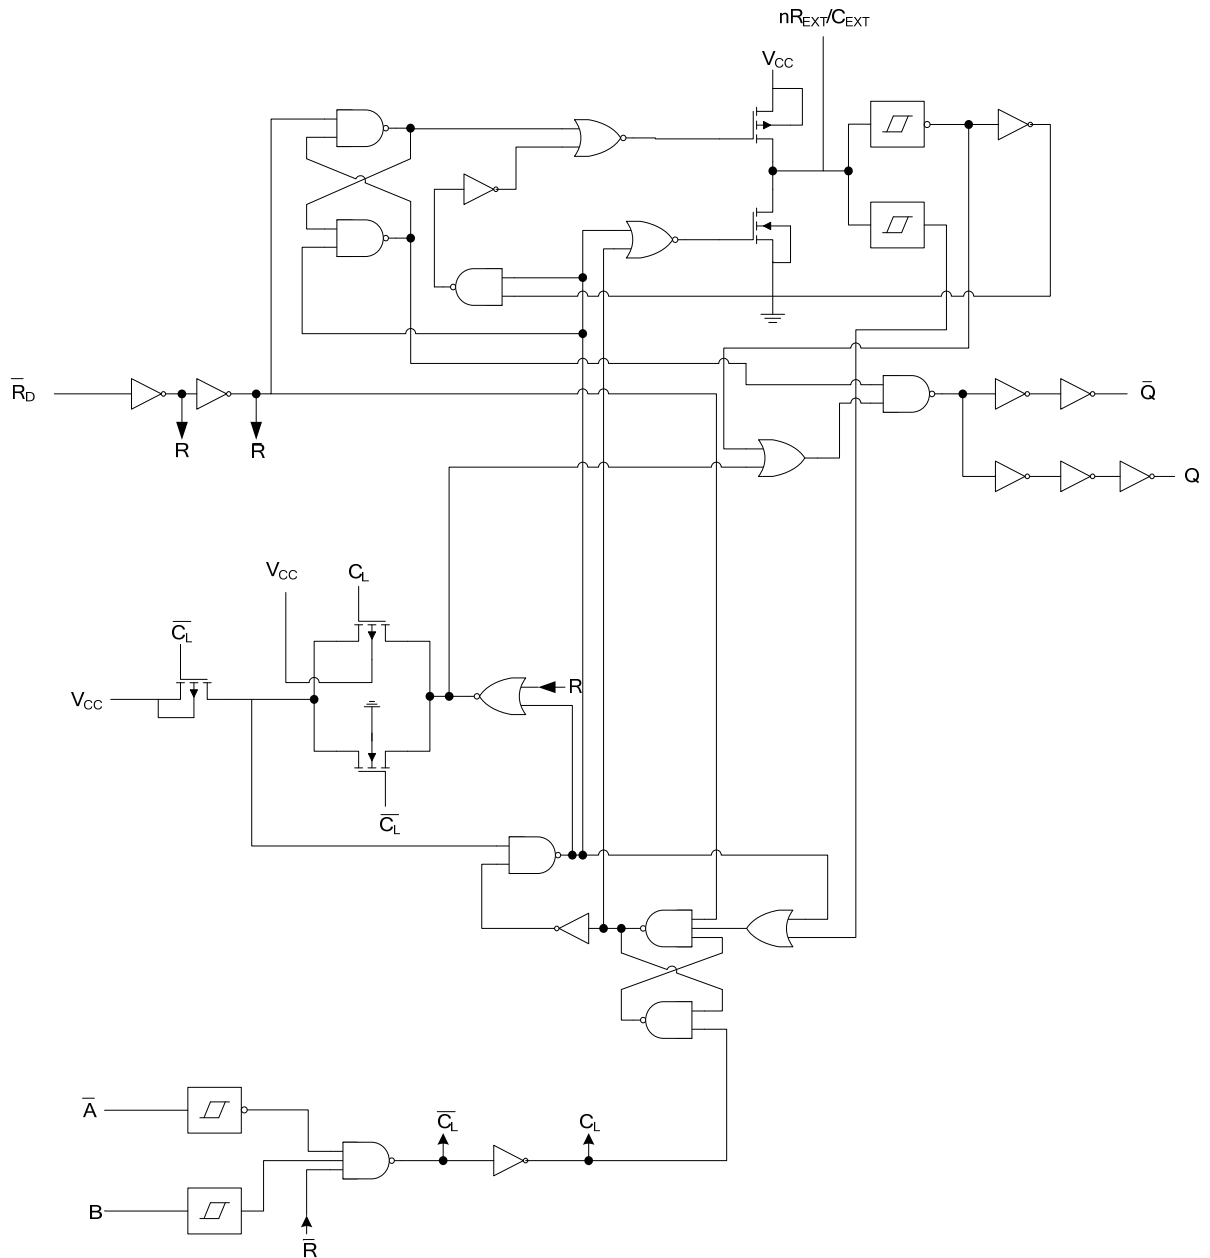 nR_EXT/C_EXT
V_CC
R̅_D
R
R
Q̅
Q
V_CC
C_L
C̅_L
V_CC
R
C̅_L
A̅
C̅_L
C_L
B
R̅